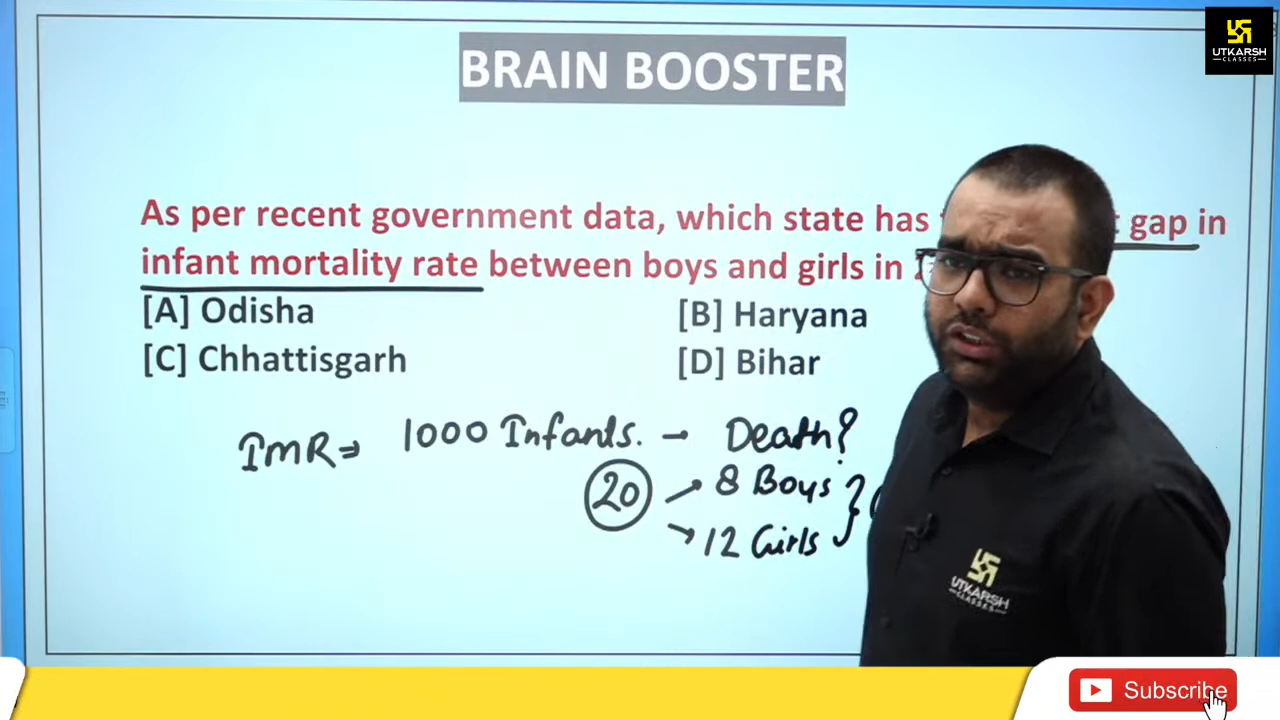 BRAIN BOOSTER
UTKARSH
CLASSES
As per recent government data, which state has gap in
infant mortality rate between boys and girls in
[A] Odisha [B] Haryana
[C] Chhattisgarh [D] Bihar
IMR⇒ 1000 Infants. → Death?
20 → 8 Boys
→ 12 Girls
UTKARSH
CLASSES
Subscribe